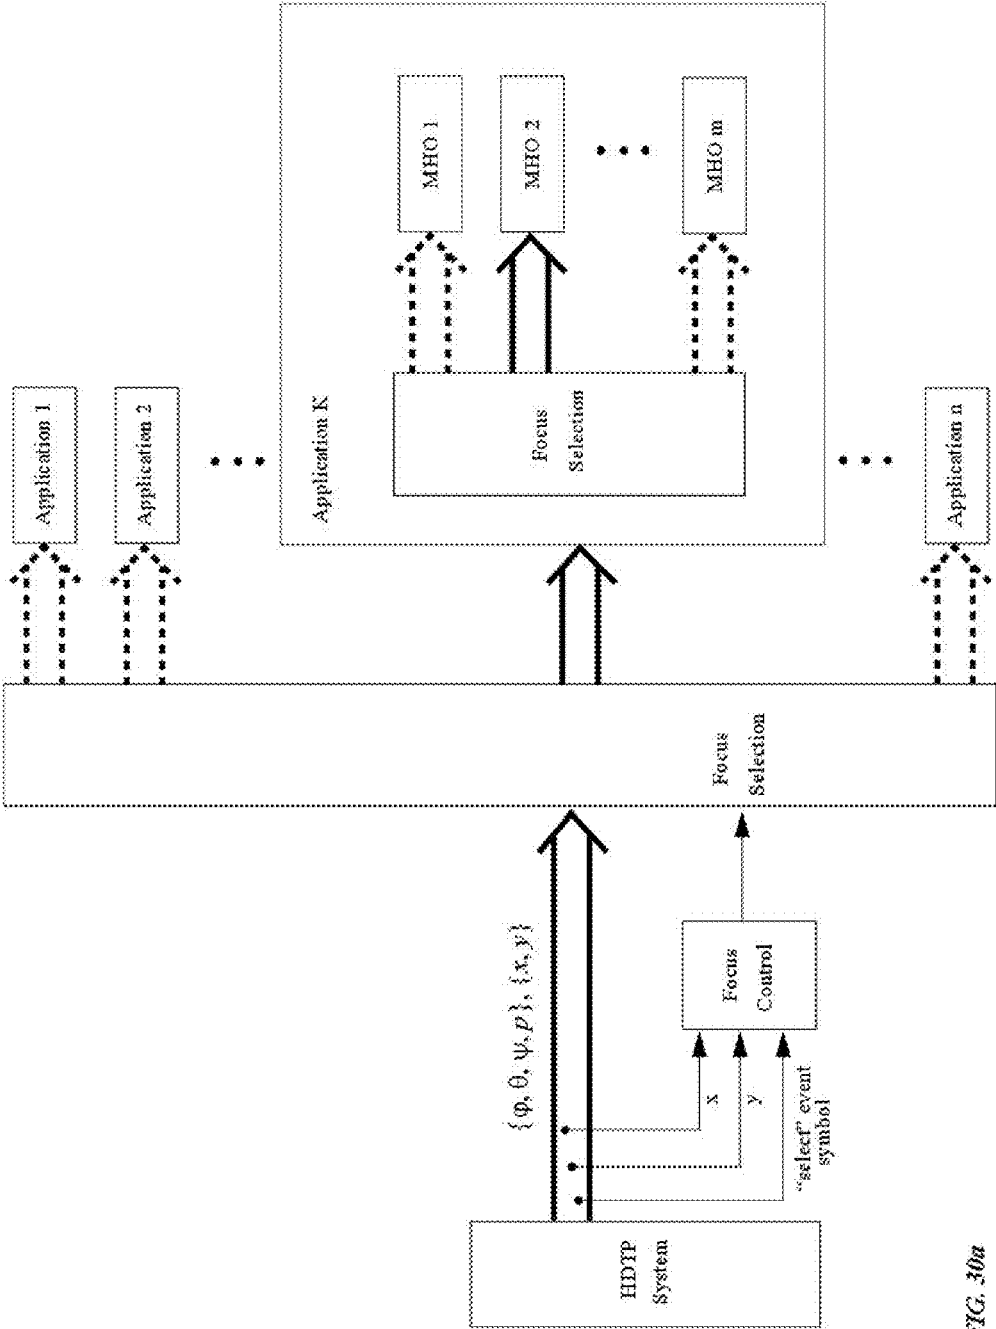 HDTP
System
{φ, θ, ψ, p}, {x, y}
x
y
“select” event
symbol
Focus
Control
Focus
Selection
Application 1
Application 2
Application K
Focus
Selection
MHO 1
MHO 2
MHO m
Application n
FIG. 30a